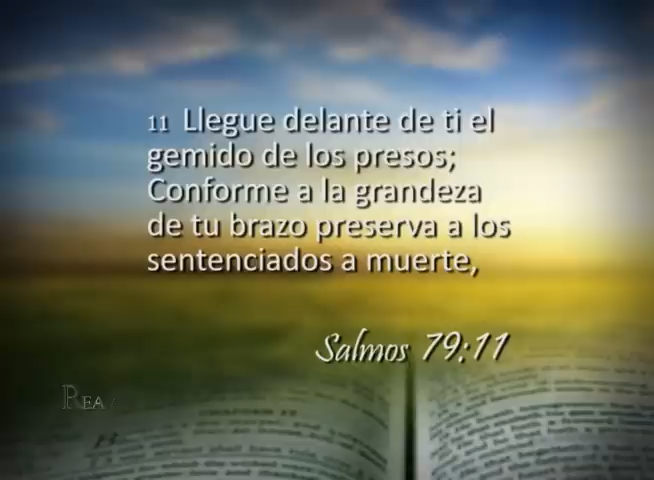 11 Llegue delante de ti el
gemido de los presos;
Conforme a la grandeza
de tu brazo preserva a los
sentenciados a muerte,
Salmos 79:11
REA